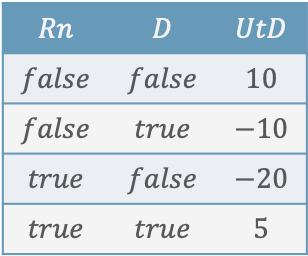 Rn D UtD
false false 10
false true −10
true false −20
true true 5